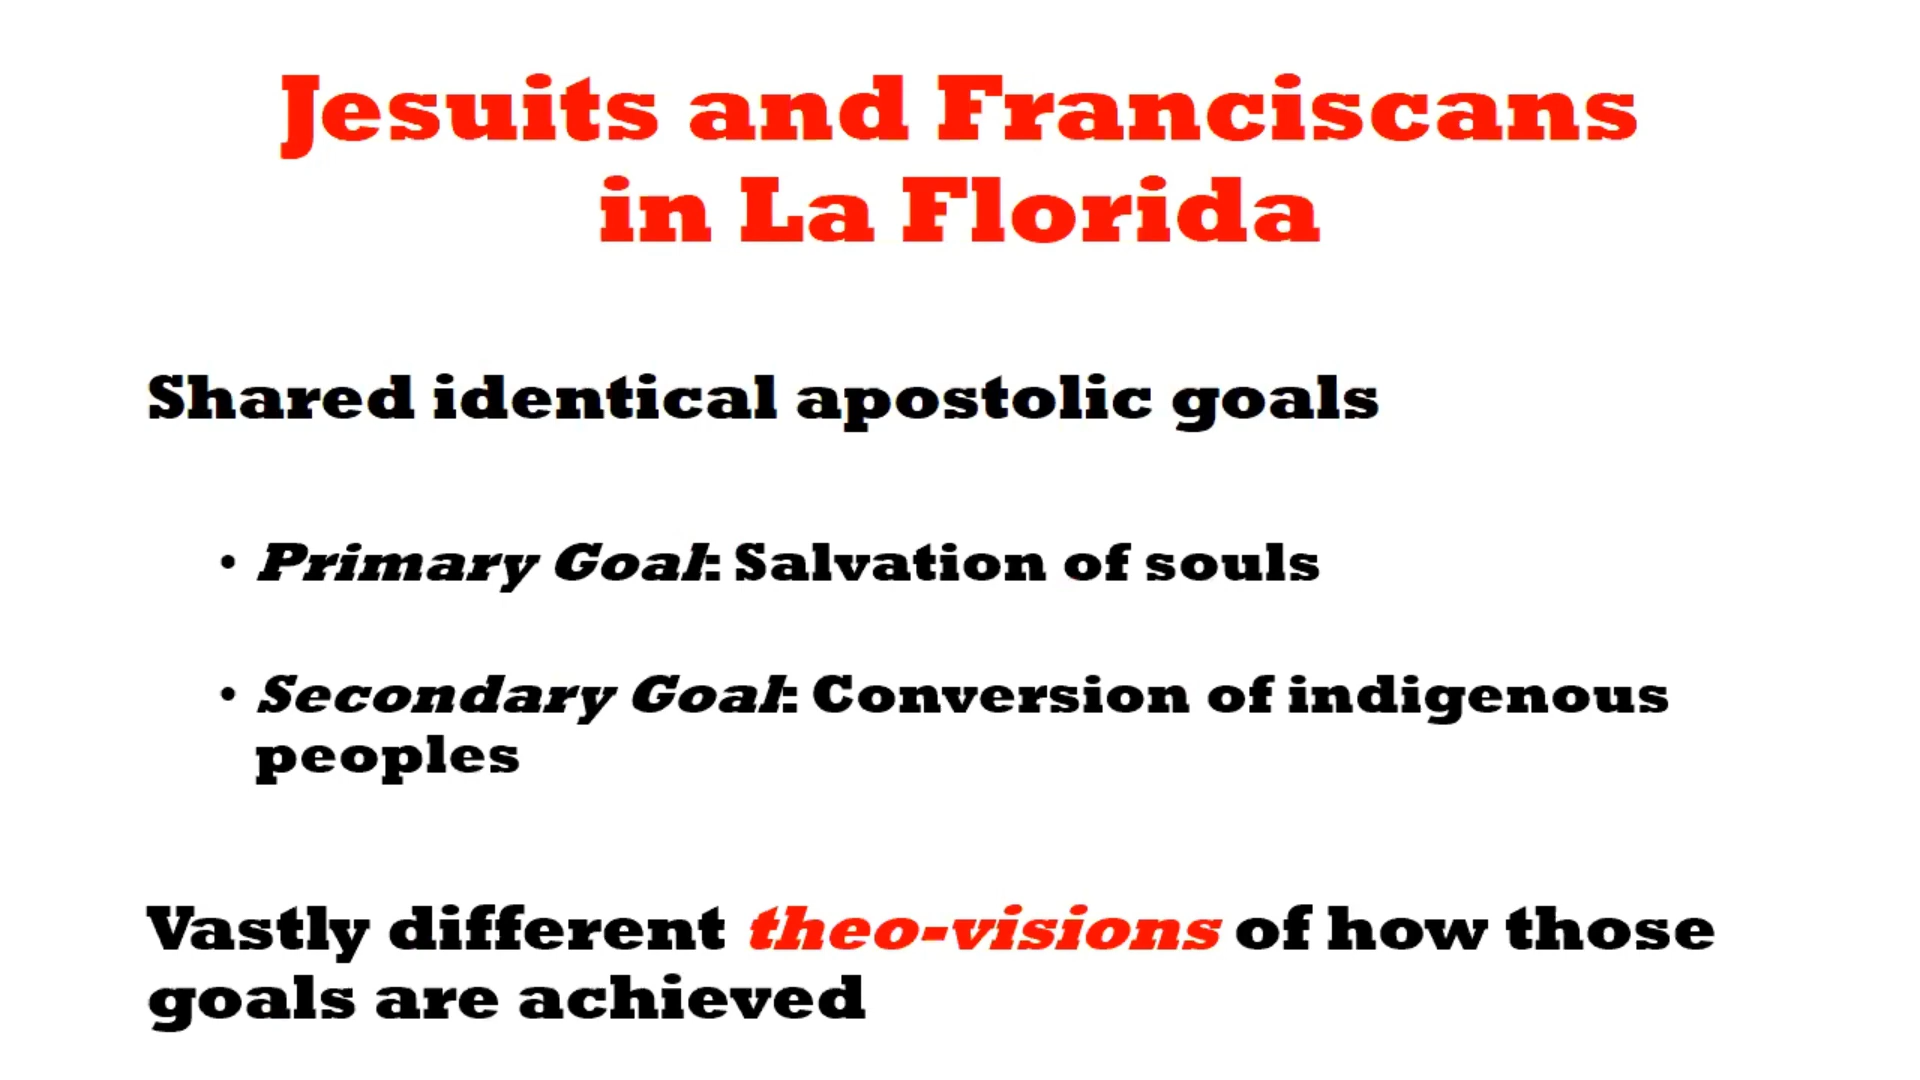 Jesuits and Franciscans
in La Florida
Shared identical apostolic goals
• Primary Goal: Salvation of souls
• Secondary Goal: Conversion of indigenous
peoples
Vastly different theo-visions of how those
goals are achieved